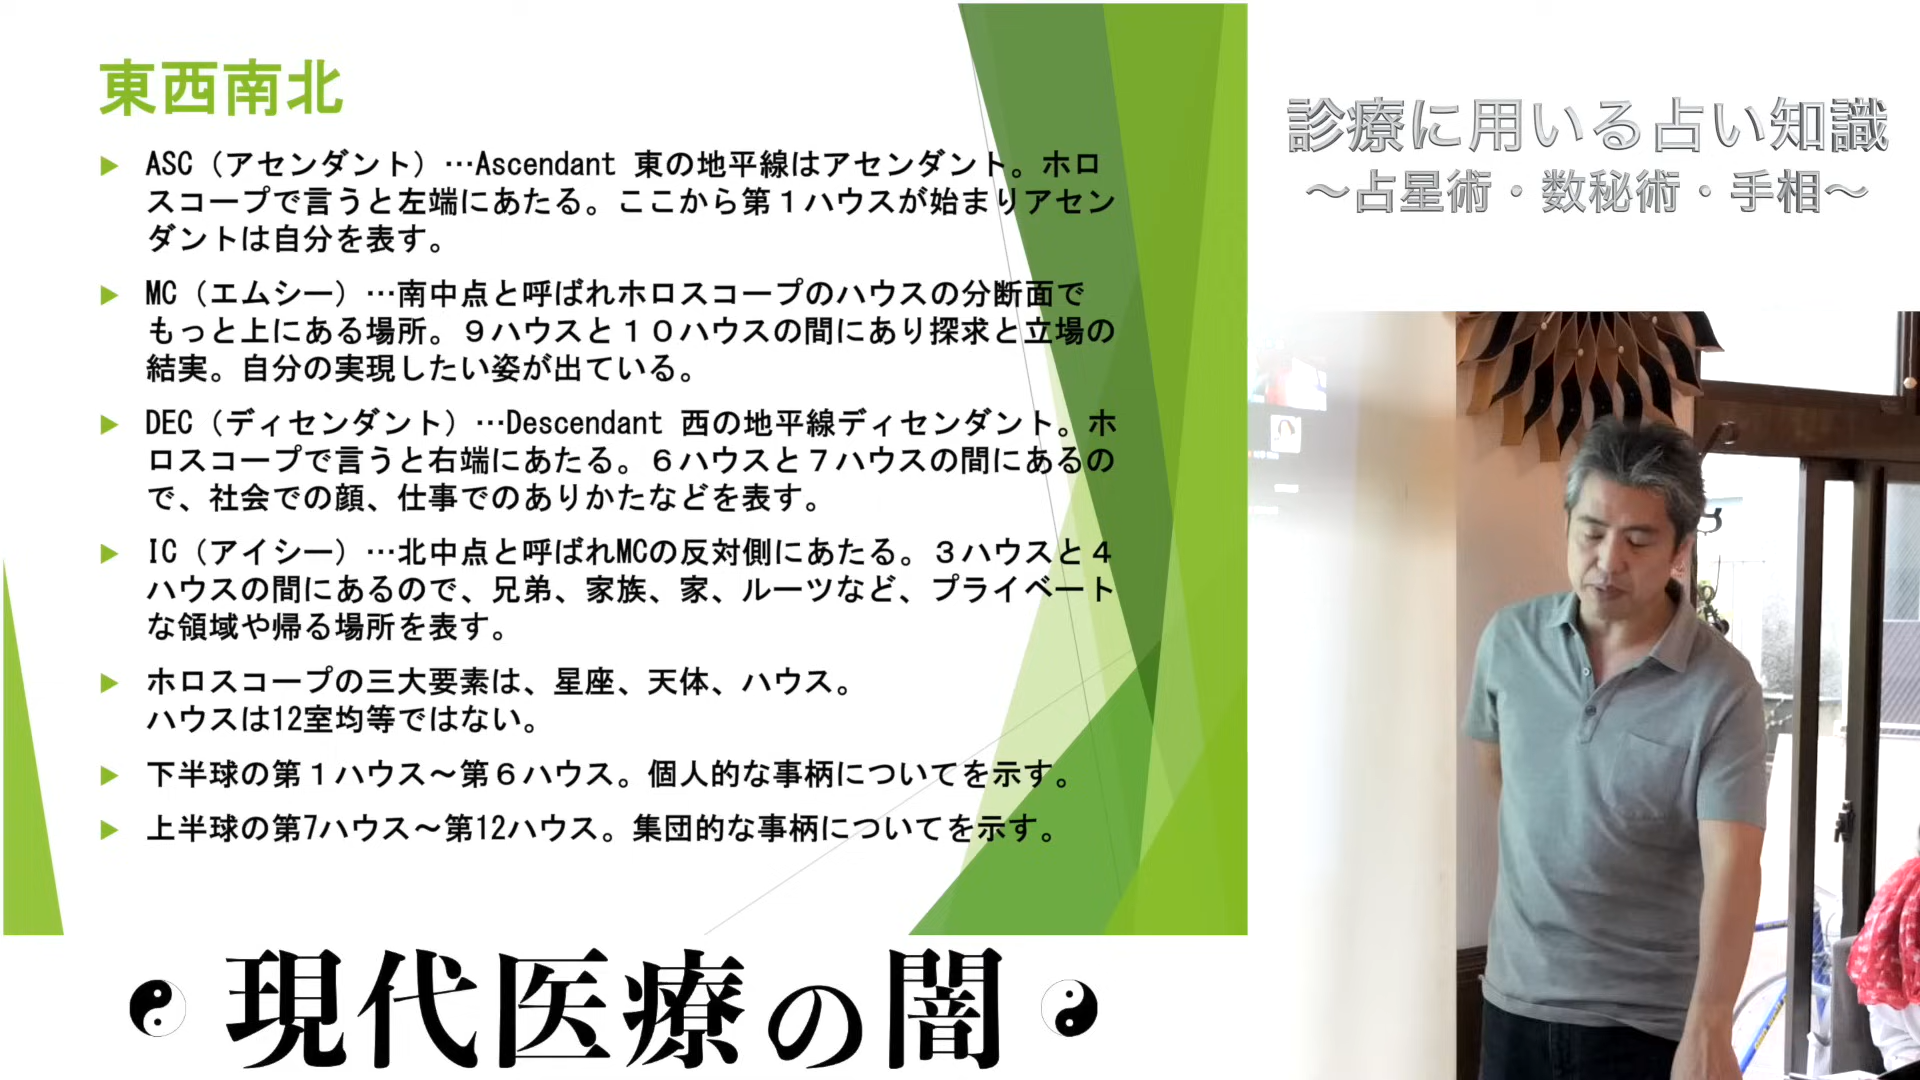 東西南北
ASC（アセンダント）…Ascendant 東の地平線はアセンダント。ホロ
スコープで言うと左端にあたる。ここから第１ハウスが始まりアセン
ダントは自分を表す。
MC（エムシー）…南中点と呼ばれホロスコープのハウスの分断面で
もっと上にある場所。９ハウスと１０ハウスの間にあり探求と立場の
結実。自分の実現したい姿が出ている。
DEC（ディセンダント）…Descendant 西の地平線ディセンダント。ホ
ロスコープで言うと右端にあたる。６ハウスと７ハウスの間にあるの
で、社会での顔、仕事でのありかたなどを表す。
IC（アイシー）…北中点と呼ばれMCの反対側にあたる。３ハウスと４
ハウスの間にあるので、兄弟、家族、家、ルーツなど、プライベート
な領域や帰る場所を表す。
ホロスコープの三大要素は、星座、天体、ハウス。
ハウスは12室均等ではない。
下半球の第１ハウス～第６ハウス。個人的な事柄についてを示す。
上半球の第7ハウス～第12ハウス。集団的な事柄についてを示す。
診療に用いる占い知識
～占星術・数秘術・手相～
現代医療の闇